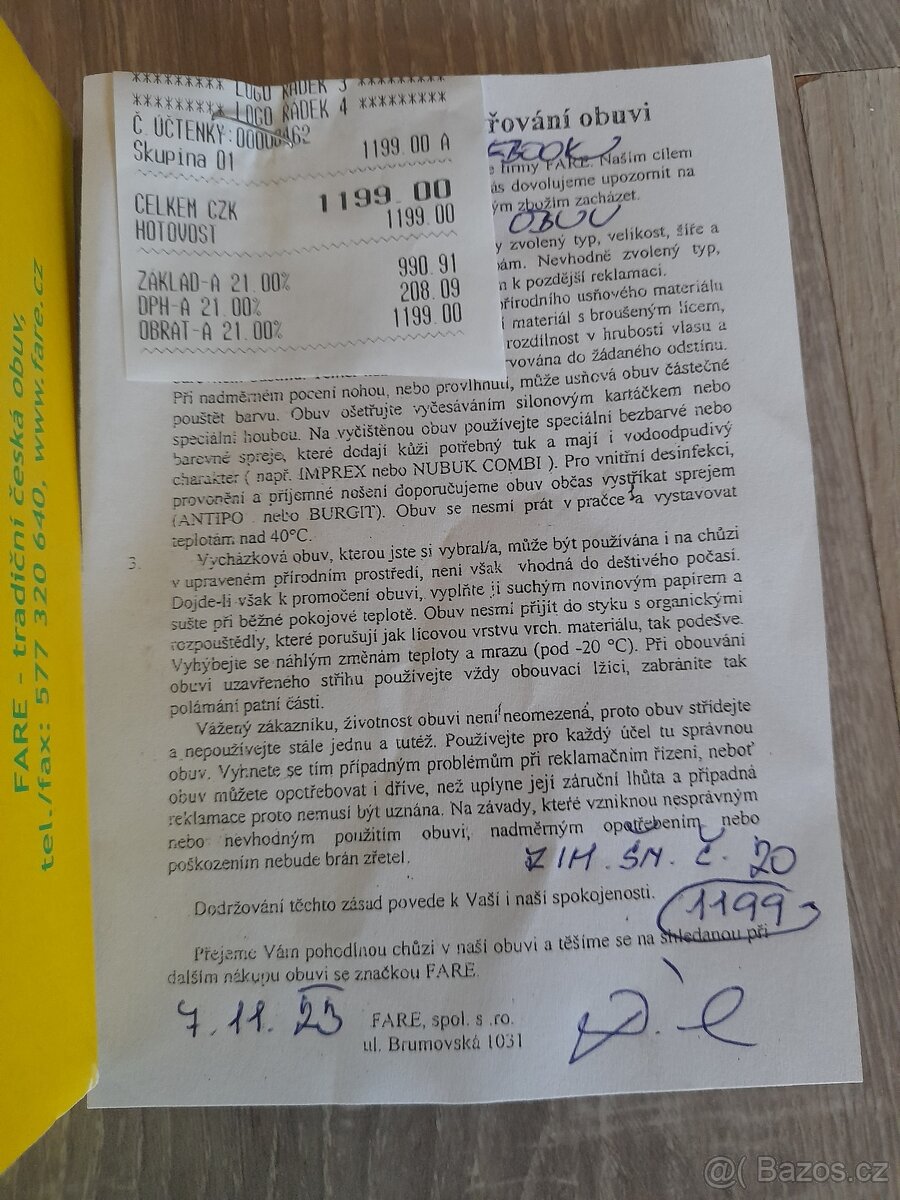 ********* LOGO ŘÁDEK 3 *********
********* LOGO ŘÁDEK 4 *********
Č.ÚČTENKY:00000462
Skupina 01 1199.00 A
CELKEM CZK 1199.00
HOTOVOST 1199.00
ZÁKLAD-A 21.00% 990.91
DPH-A 21.00% 208.09
OBRAT-A 21.00% 1199.00
řování obuvi
EBOOK
e firmy FARE. Naším cílem
ás dovolujeme upozornit na
ým zbožím zacházet.
OBUV
y zvolený typ, velikost, šíře a
bám. Nevhodně zvolený typ,
n k pozdější reklamaci.
přírodního usňového materiálu
í materiál s broušeným lícem,
rozdílnost v hrubosti vlasu a
rvována do žádaného odstínu.
Při nadměrném pocení nohou, nebo provlhnutí, může usňová obuv částečně
pouštět barvu. Obuv ošetřujte vyčesáváním silonovým kartáčkem nebo
speciální houbou. Na vyčištěnou obuv používejte speciální bezbarvé nebo
barevné spreje, které dodají kůži potřebný tuk a mají i vodoodpudivý
charakter ( např. IMPREX nebo NUBUK COMBI ). Pro vnitřní desinfekci,
provonění a příjemné nošení doporučujeme obuv občas vystříkat sprejem
(ANTIPO nebo BURGIT). Obuv se nesmí prát v pračce a vystavovat
teplotám nad 40°C.
3. Vycházková obuv, kterou jste si vybral/a, může být používána i na chůzi
v upraveném přírodním prostředí, není však vhodná do deštivého počasí.
Dojde-li však k promočení obuvi, vyplňte ji suchým novinovým papírem a
sušte při běžné pokojové teplotě. Obuv nesmí přijít do styku s organickými
rozpouštědly, které porušují jak lícovou vrstvu vrch. materiálu, tak podešve.
Vyhýbejte se náhlým změnám teploty a mrazu (pod -20 °C). Při obouvání
obuvi uzavřeného střihu používejte vždy obouvací lžíci, zabráníte tak
polámání patní části.
Vážený zákazníku, životnost obuvi není neomezená, proto obuv střídejte
a nepoužívejte stále jednu a tutéž. Používejte pro každý účel tu správnou
obuv. Vyhnete se tím případným problémům při reklamačním řízení, neboť
obuv můžete opotřebovat i dříve, než uplyne její záruční lhůta a případná
reklamace proto nemusí být uznána. Na závady, které vzniknou nesprávným
nebo nevhodným použitím obuvi, nadměrným opotřebením nebo
poškozením nebude brán zřetel.
ZIM. ŠN. Č. 20
Dodržování těchto zásad povede k Vaší i naší spokojenosti.
1199
Přejeme Vám pohodlnou chůzi v naší obuvi a těšíme se na shledanou při
dalším nákupu obuvi se značkou FARE.
7.11. 23
FARE, spol. s .ro.
ul. Brumovská 1031
FARE - tradiční česká obuv,
tel./fax: 577 320 640, www.fare.cz
@( Bazos.cz